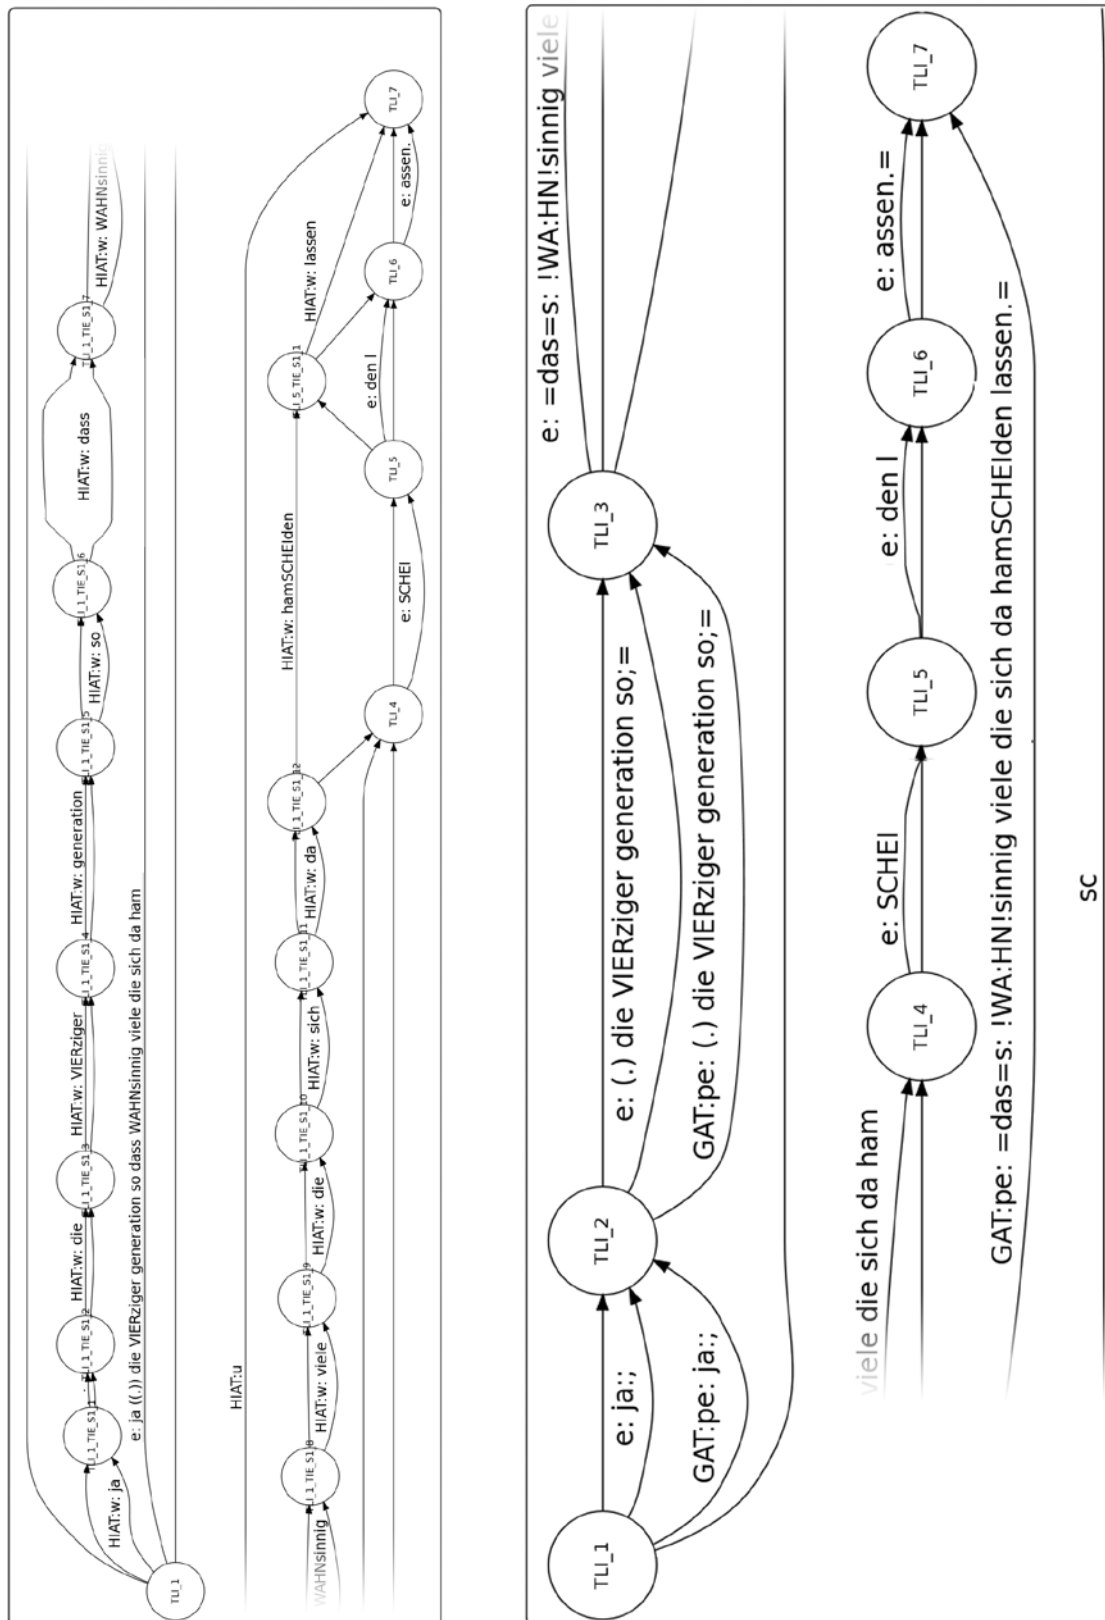 TLI_1
HIAT:w: ja
HIAT:w: die
TLI_1_TIE_S1_3
HIAT:w: VIERziger
HIAT:w: generation
HIAT:w: so
HIAT:w: dass
TLI_1_TIE_S1_7
HIAT:w: WAHNsinnig
e: ja ((.)) die VIERziger generation so dass WAHNsinnig viele die sich da ham
HIAT:u
WAHNsinnig
HIAT:w: viele
HIAT:w: die
HIAT:w: sich
HIAT:w: da
HIAT:w: hamSCHEIden
HIAT:w: lassen
TLI_4
e: SCHEI
TLI_5
e: den l
TLI_6
e: assen.
TLI_7
TLI_1
e: ja:;
GAT:pe: ja:;
TLI_2
e: (.) die VIERziger generation so;=
GAT:pe: (.) die VIERziger generation so;=
TLI_3
e: =das=s: !WA:HN!sinnig viele
viele die sich da ham
TLI_4
e: SCHEI
TLI_5
e: den l
TLI_6
e: assen.=
TLI_7
GAT:pe: =das=s: !WA:HN!sinnig viele die sich da hamSCHEIden lassen.=
sc